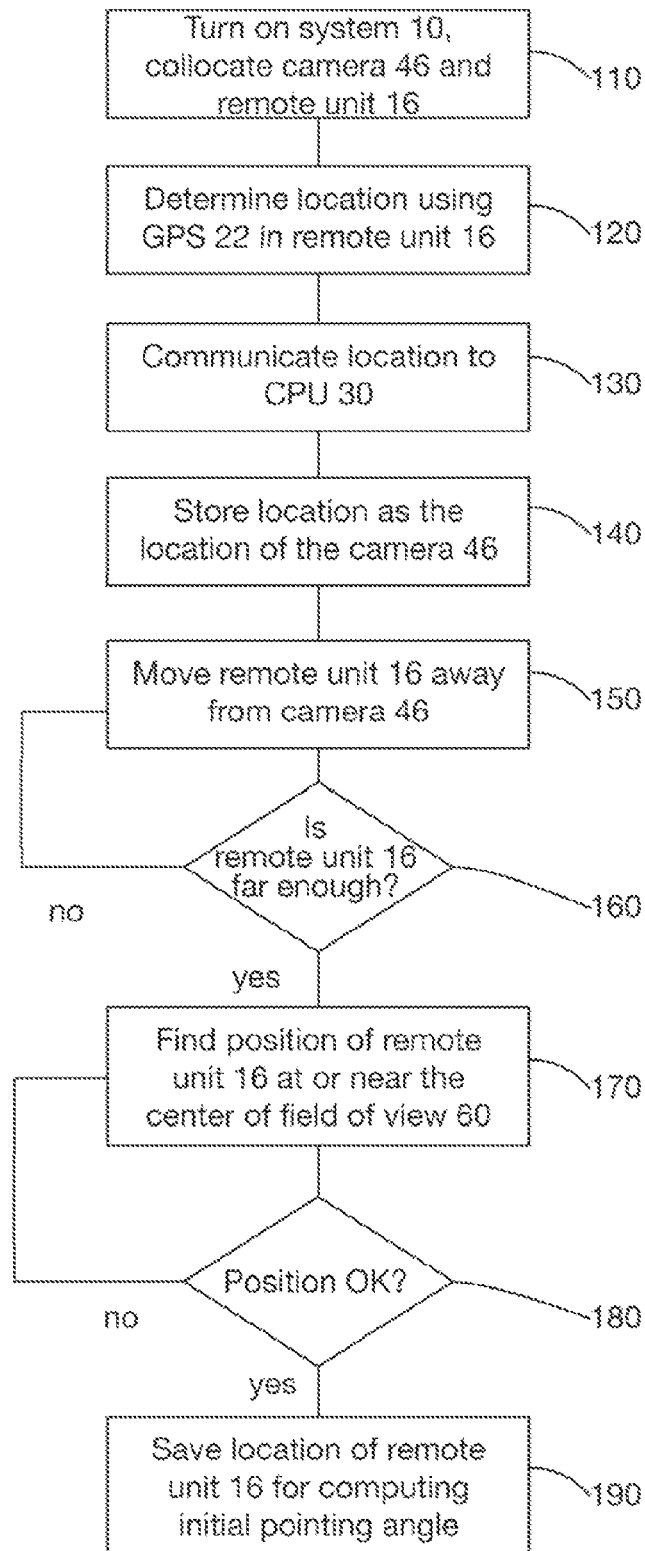 Turn on system 10,
collocate camera 46 and
remote unit 16
110
Determine location using
GPS 22 in remote unit 16
120
Communicate location to
CPU 30
130
Store location as the
location of the camera 46
140
Move remote unit 16 away
from camera 46
150
Is
remote unit 16
far enough?
160
no
yes
Find position of remote
unit 16 at or near the
center of field of view 60
170
Position OK?
180
no
yes
Save location of remote
unit 16 for computing
initial pointing angle
190